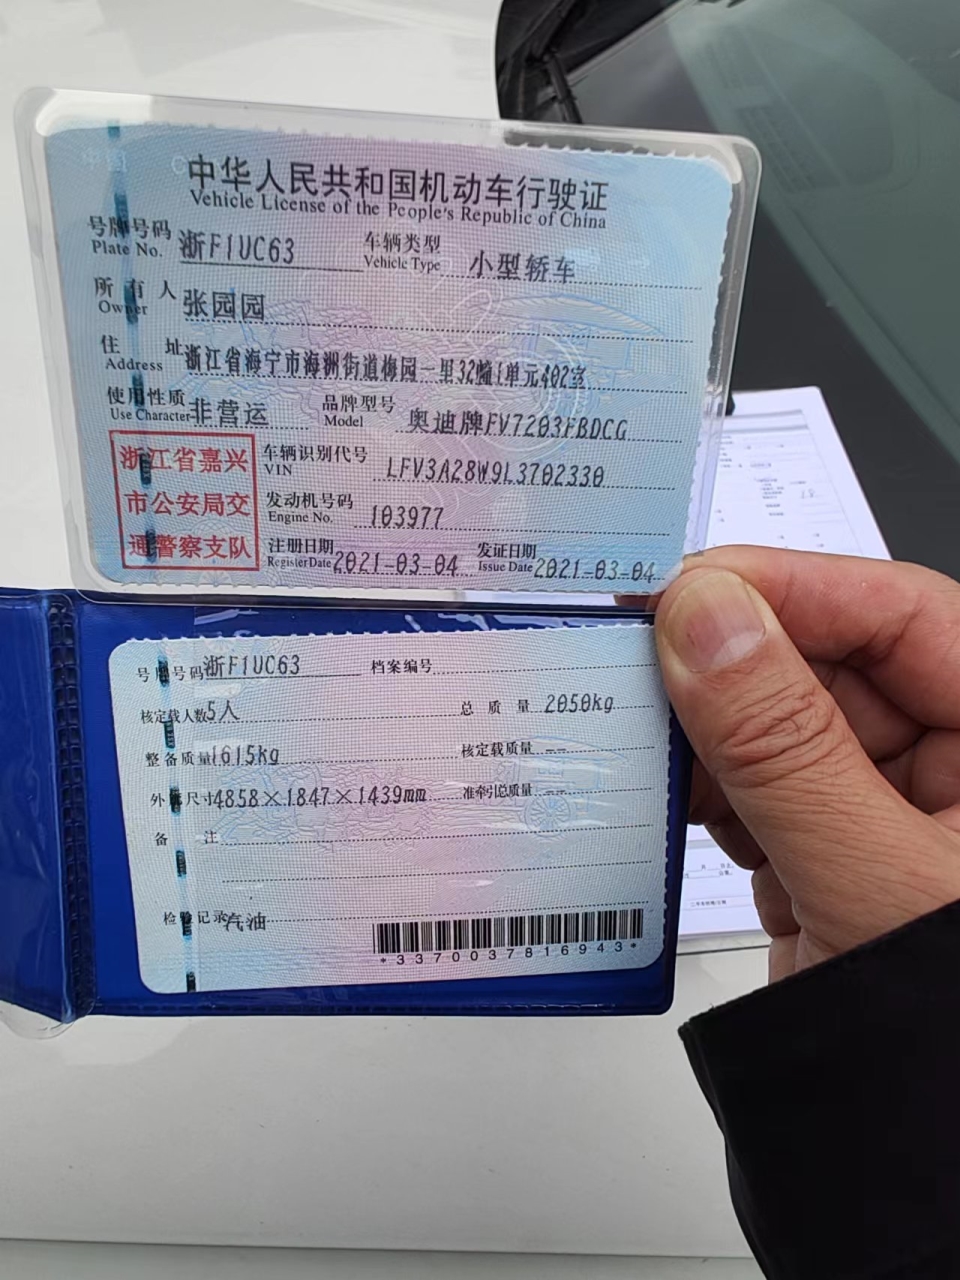 中华人民共和国机动车行驶证
Vehicle License of the People's Republic of China
号牌号码 浙F1UC63 车辆类型 小型轿车
Plate No. Vehicle Type
所有人 张园园
Owner
住址 浙江省海宁市海洲街道梅园一里32幢1单元402室
Address
使用性质 非营运 品牌型号 奥迪牌FV7203FBDCG
Use Character Model
浙江省嘉兴
市公安局交
通警察支队
车辆识别代号 LFV3A28W9L3702330
VIN
发动机号码 103977
Engine No.
注册日期 2021-03-04 发证日期 2021-03-04
Register Date Issue Date
号牌号码 浙F1UC63 档案编号
核定载人数 5人 总质量 2050kg
整备质量 1615kg 核定载质量 --
外廓尺寸 4858×1847×1439mm 准牵引总质量 --
备注
检验记录 汽油
*3370037816943*